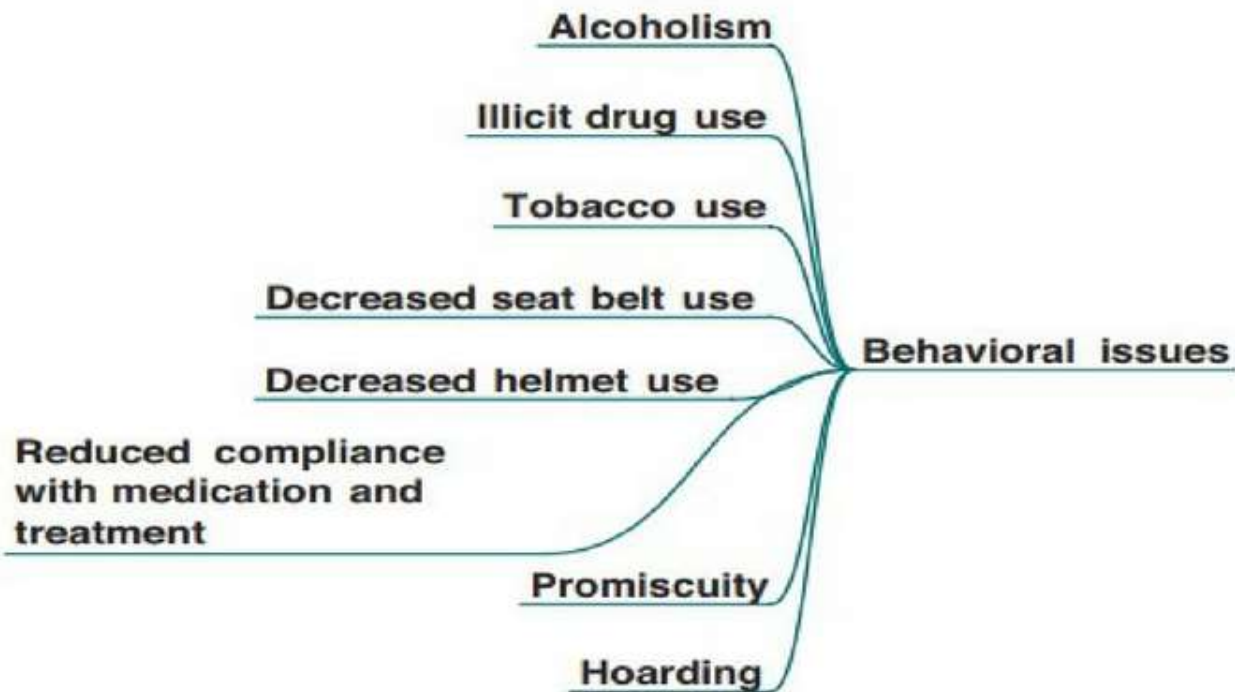 Alcoholism
Illicit drug use
Tobacco use
Decreased seat belt use
Behavioral issues
Decreased helmet use
Reduced compliance
with medication and
treatment
Promiscuity
Hoarding